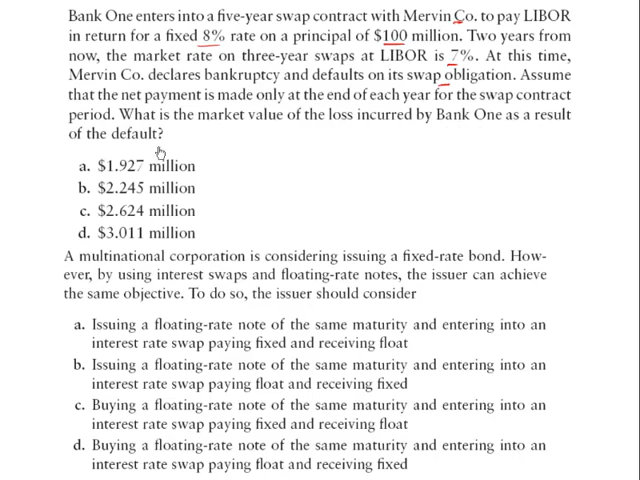 Bank One enters into a five-year swap contract with Mervin Co. to pay LIBOR
in return for a fixed 8% rate on a principal of $100 million. Two years from
now, the market rate on three-year swaps at LIBOR is 7%. At this time,
Mervin Co. declares bankruptcy and defaults on its swap obligation. Assume
that the net payment is made only at the end of each year for the swap contract
period. What is the market value of the loss incurred by Bank One as a result
of the default?
a. $1.927 million
b. $2.245 million
c. $2.624 million
d. $3.011 million
A multinational corporation is considering issuing a fixed-rate bond. How-
ever, by using interest swaps and floating-rate notes, the issuer can achieve
the same objective. To do so, the issuer should consider
a. Issuing a floating-rate note of the same maturity and entering into an
interest rate swap paying fixed and receiving float
b. Issuing a floating-rate note of the same maturity and entering into an
interest rate swap paying float and receiving fixed
c. Buying a floating-rate note of the same maturity and entering into an
interest rate swap paying fixed and receiving float
d. Buying a floating-rate note of the same maturity and entering into an
interest rate swap paying float and receiving fixed